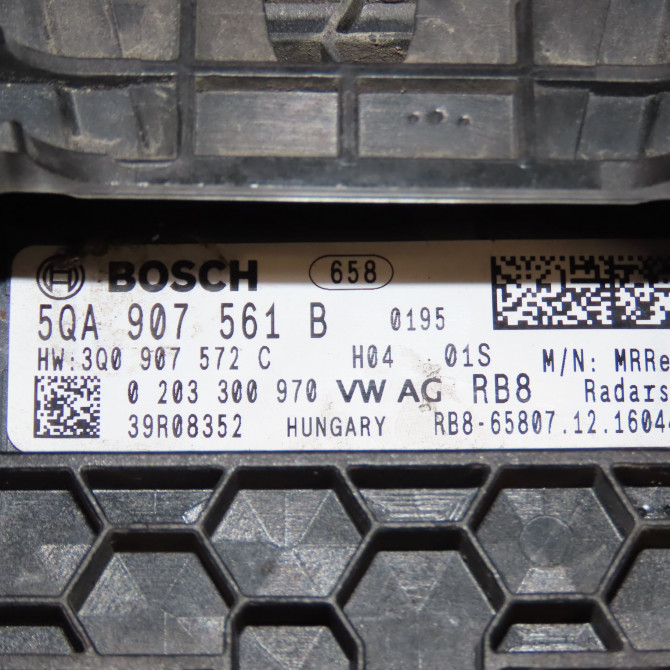 BOSCH 658
5QA 907 561 B 0195
HW:3Q0 907 572 C H04 01S M/N: MRRe
0 203 300 970 VW AG RB8 Radars
39R08352 HUNGARY RB8-65807.12.1604